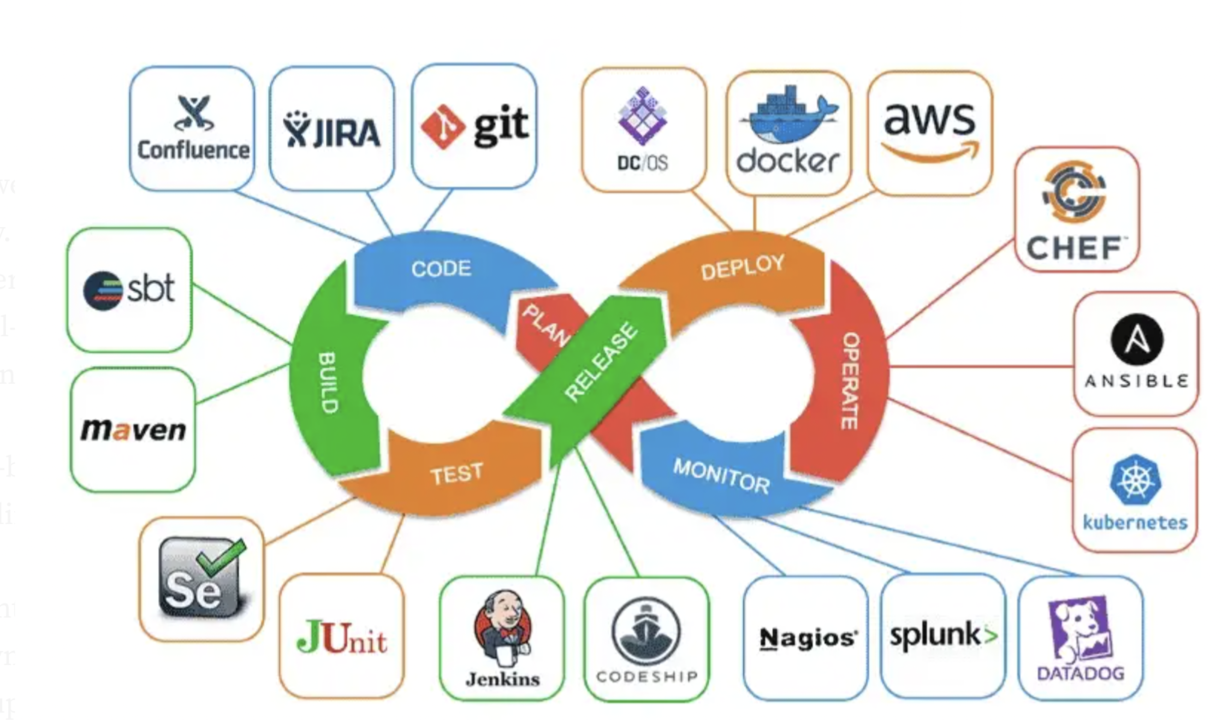 Confluence
JIRA
git
DC/OS
docker
aws
CHEF
sbt
maven
CODE
DEPLOY
PLAN
RELEASE
BUILD
OPERATE
TEST
MONITOR
ANSIBLE
kubernetes
Se
JUnit
Jenkins
CODESHIP
Nagios®
splunk>
DATADOG